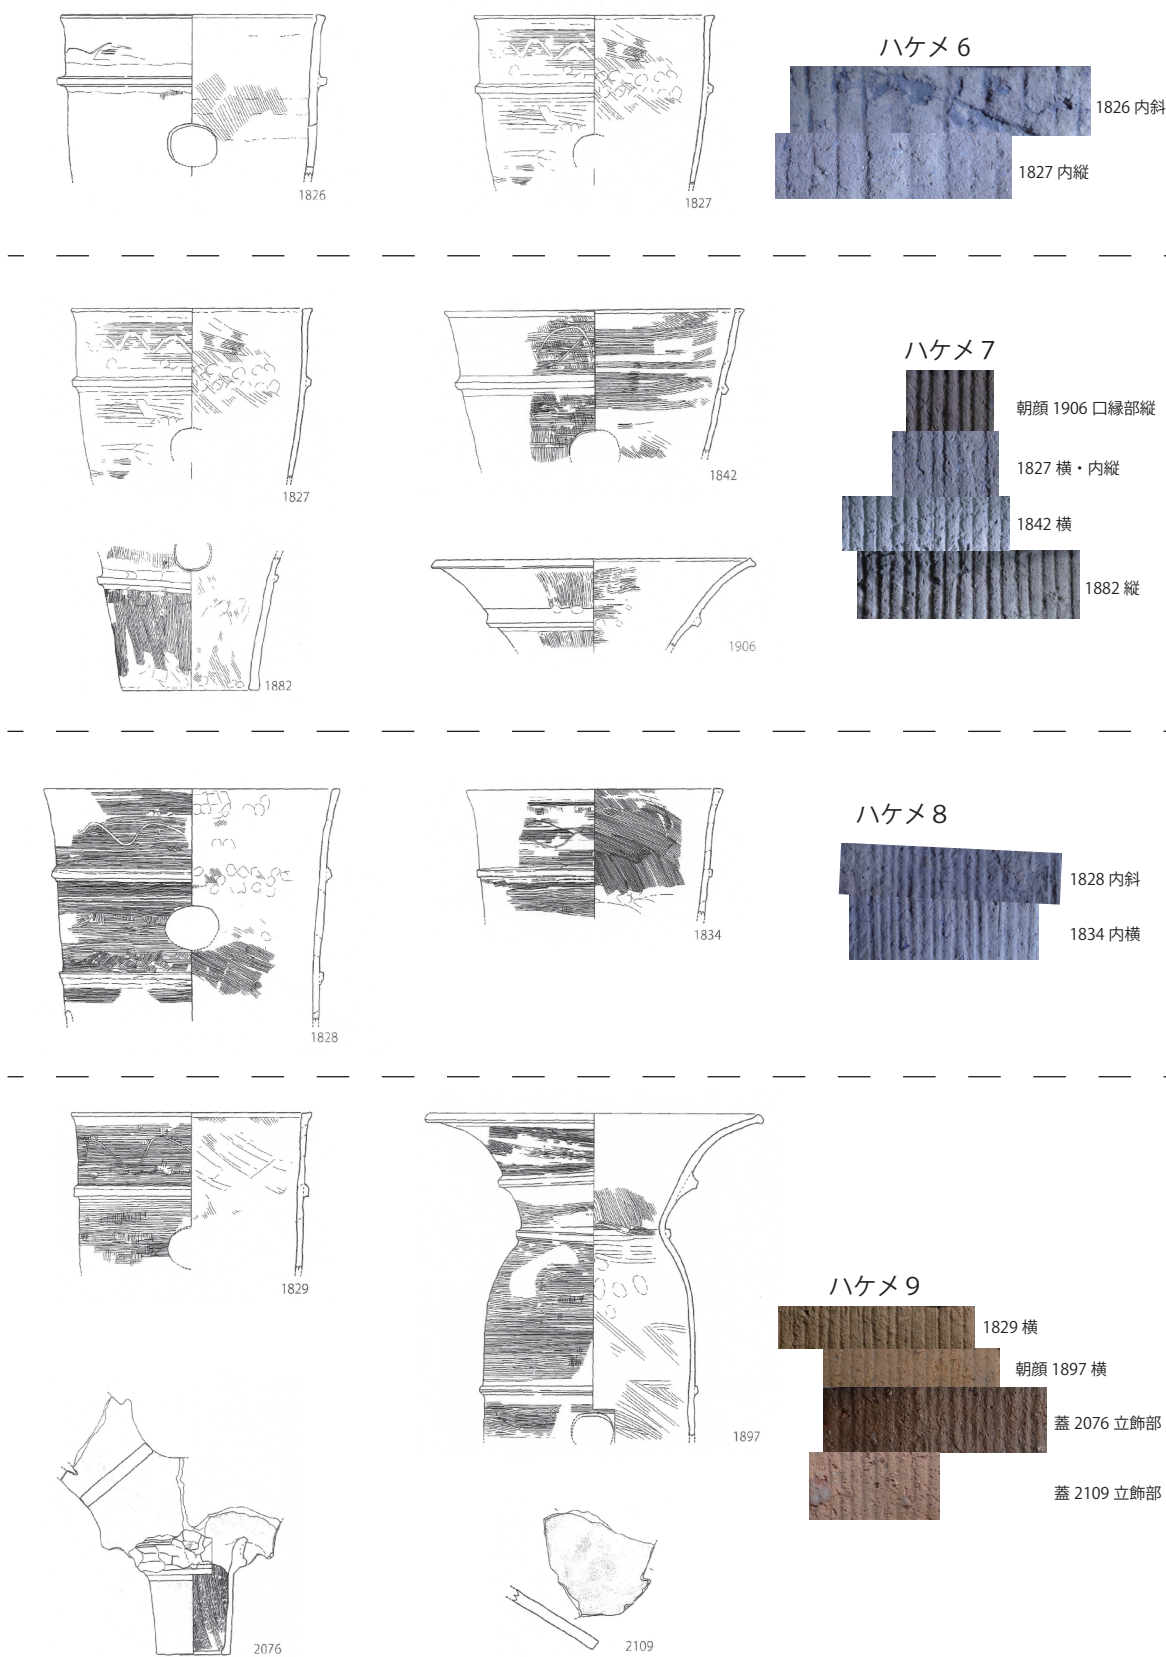 ハケメ 6
1826 内斜
1827 内縦
1826
1827
ハケメ 7
朝顔 1906 口縁部縦
1827 横・内縦
1842 横
1882 縦
1827
1842
1882
1906
ハケメ 8
1828 内斜
1834 内横
1834
1828
ハケメ 9
1829 横
朝顔 1897 横
蓋 2076 立飾部
蓋 2109 立飾部
1829
1897
2076
2109